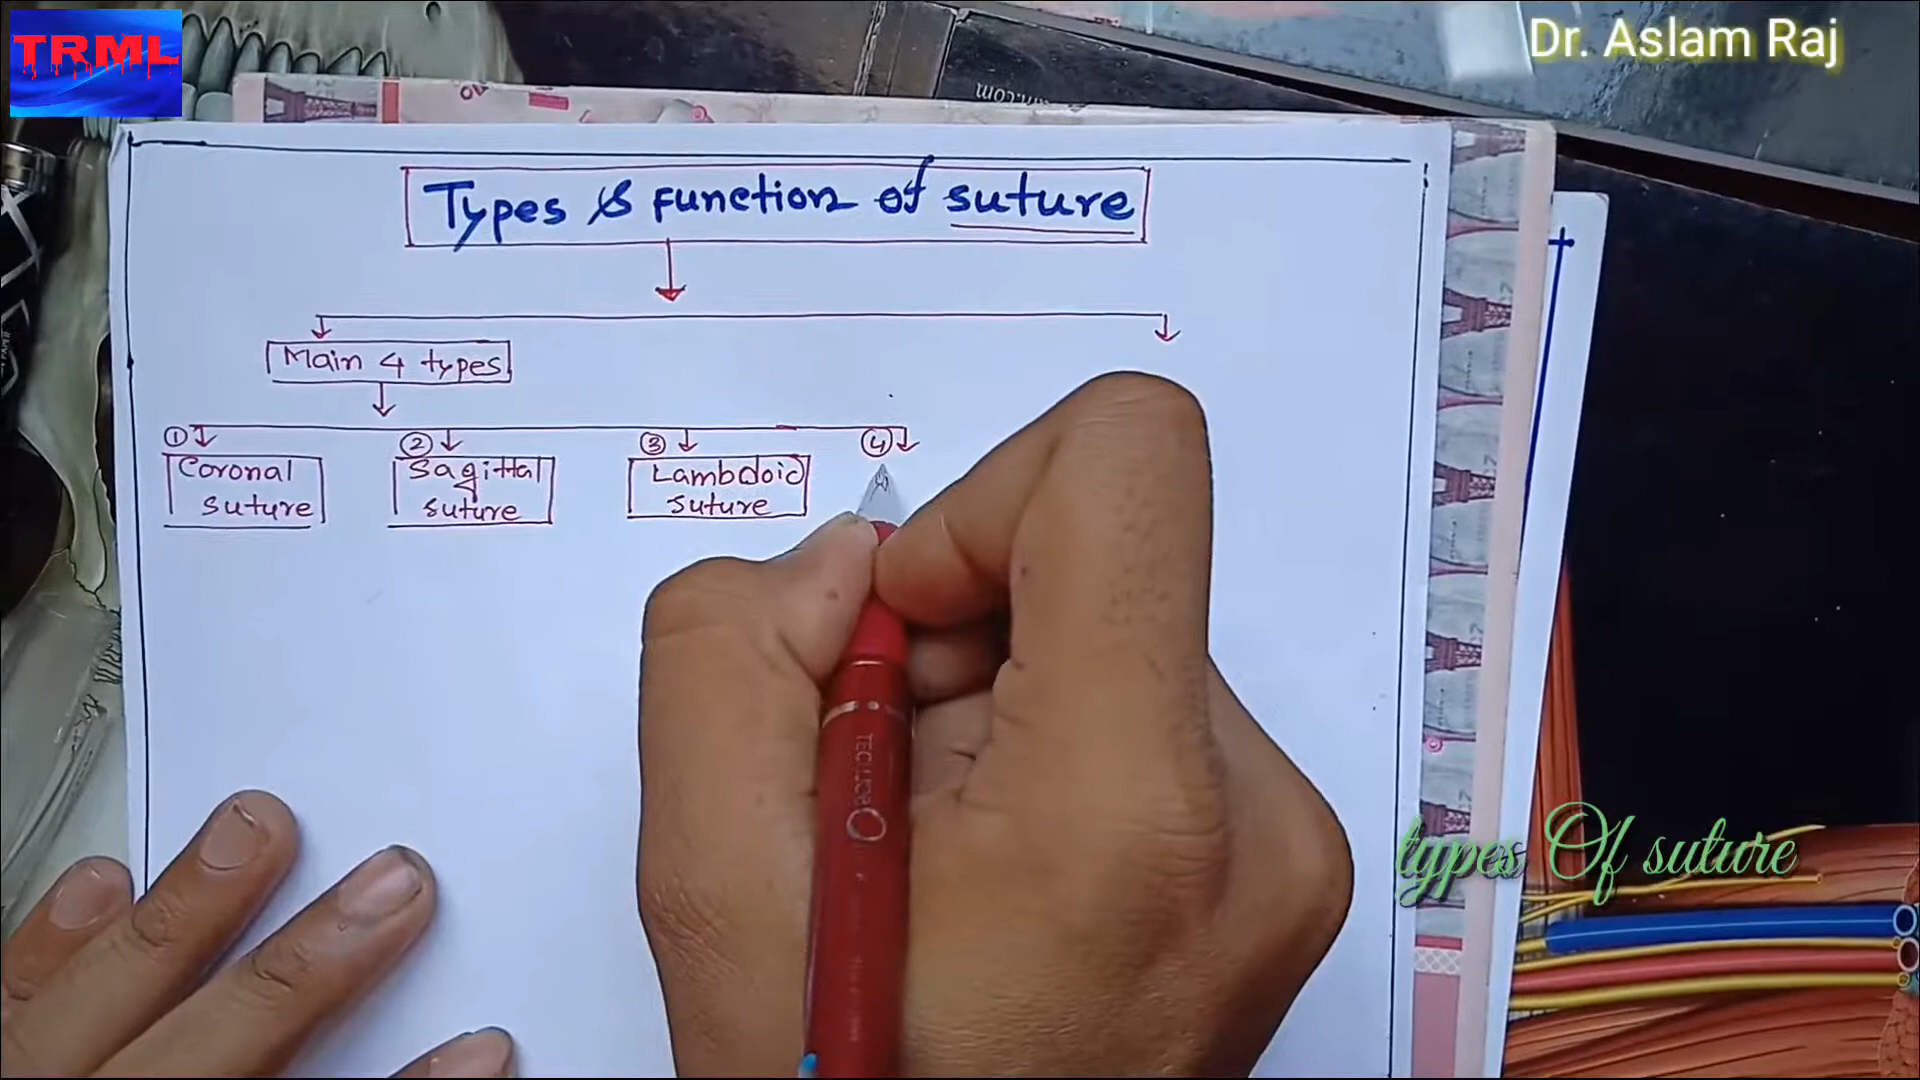 TRML
Dr. Aslam Raj
Types & Function of suture
Main 4 types
① ② ③ ④
Coronal suture
Sagittal suture
Lambdoid suture
types Of suture